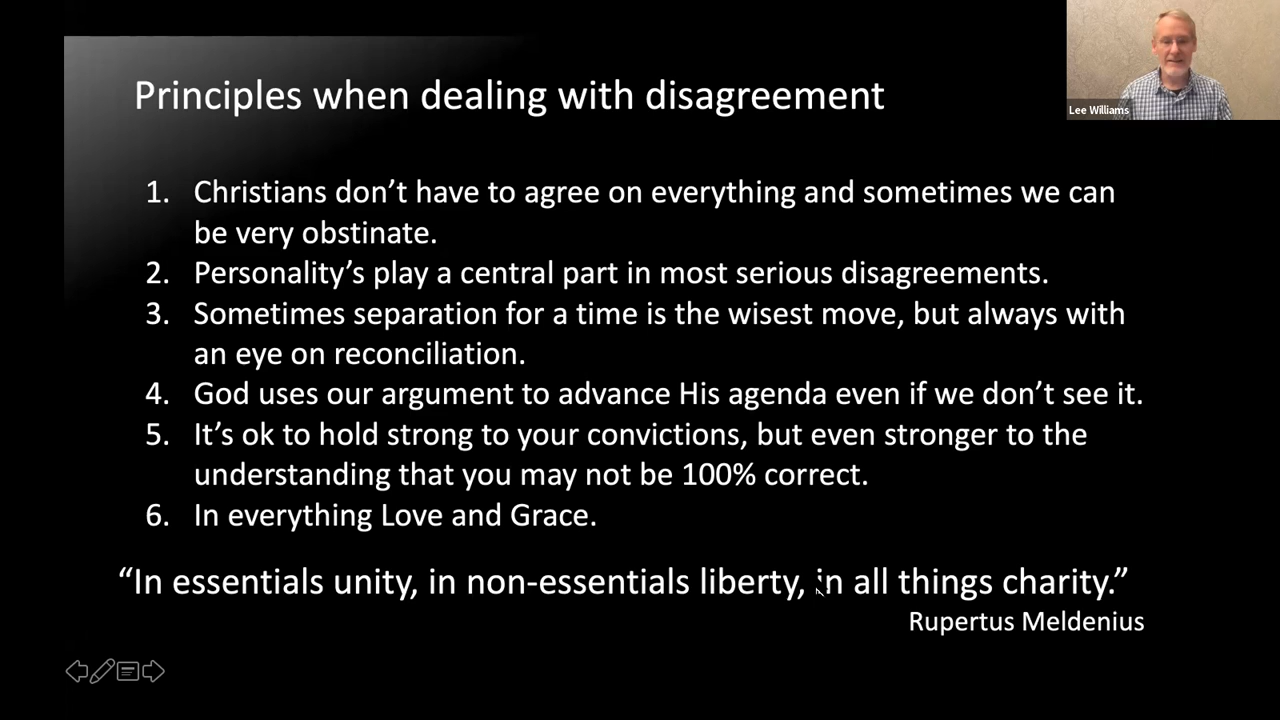 Principles when dealing with disagreement
Lee Williams
1. Christians don’t have to agree on everything and sometimes we can
be very obstinate.
2. Personality’s play a central part in most serious disagreements.
3. Sometimes separation for a time is the wisest move, but always with
an eye on reconciliation.
4. God uses our argument to advance His agenda even if we don’t see it.
5. It’s ok to hold strong to your convictions, but even stronger to the
understanding that you may not be 100% correct.
6. In everything Love and Grace.
“In essentials unity, in non-essentials liberty, in all things charity.”
Rupertus Meldenius